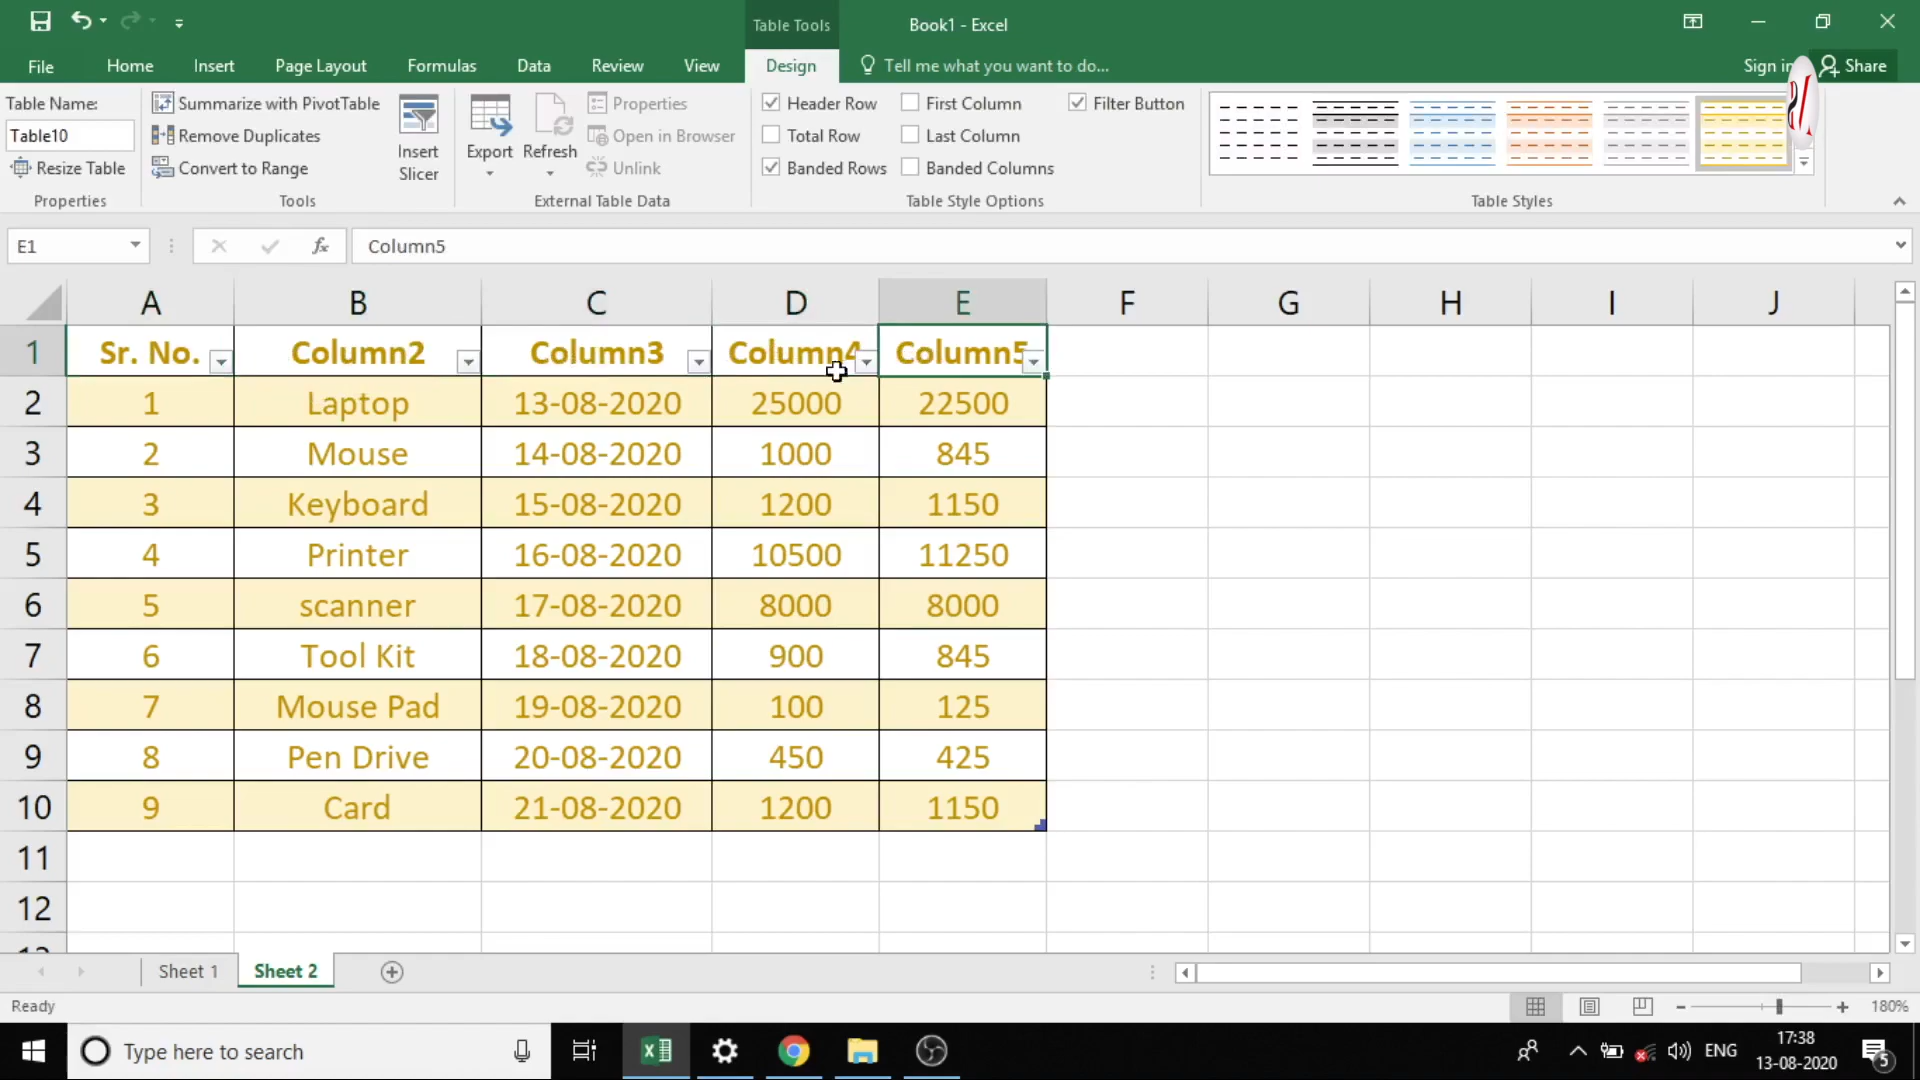 Table Tools
Book1 - Excel
File Home Insert Page Layout Formulas Data Review View Design Tell me what you want to do... Sign in Share
Table Name:
Table10
Resize Table
Properties
Summarize with PivotTable
Remove Duplicates
Convert to Range
Tools
Insert
Slicer
Export
Refresh
Properties
Open in Browser
Unlink
External Table Data
Header Row First Column Filter Button
Total Row Last Column
Banded Rows Banded Columns
Table Style Options
Table Styles
E1 fx Column5
A B C D E F G H I J
1 Sr. No. Column2 Column3 Column4 Column5
2 1 Laptop 13-08-2020 25000 22500
3 2 Mouse 14-08-2020 1000 845
4 3 Keyboard 15-08-2020 1200 1150
5 4 Printer 16-08-2020 10500 11250
6 5 scanner 17-08-2020 8000 8000
7 6 Tool Kit 18-08-2020 900 845
8 7 Mouse Pad 19-08-2020 100 125
9 8 Pen Drive 20-08-2020 450 425
10 9 Card 21-08-2020 1200 1150
11
12
Sheet 1 Sheet 2
Ready 180%
Type here to search ENG 17:38
13-08-2020 5